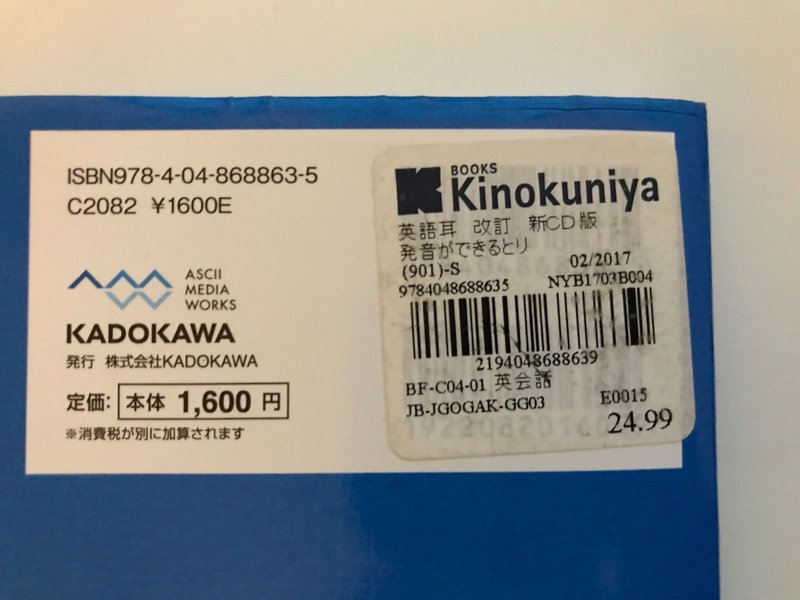 ISBN978-4-04-868863-5
C2082 ¥1600E
ASCII
MEDIA
WORKS
KADOKAWA
発行 株式会社KADOKAWA
定価: 本体 1,600 円
※消費税が別に加算されます
BOOKS
Kinokuniya
英語耳 改訂 新CD版
発音ができるとリ
(901)-S 02/2017
9784048688635 NYB1703B004
2194048688639
BF-C04-01 英会話
JB-JGOGAK-GG03 E0015
24.99